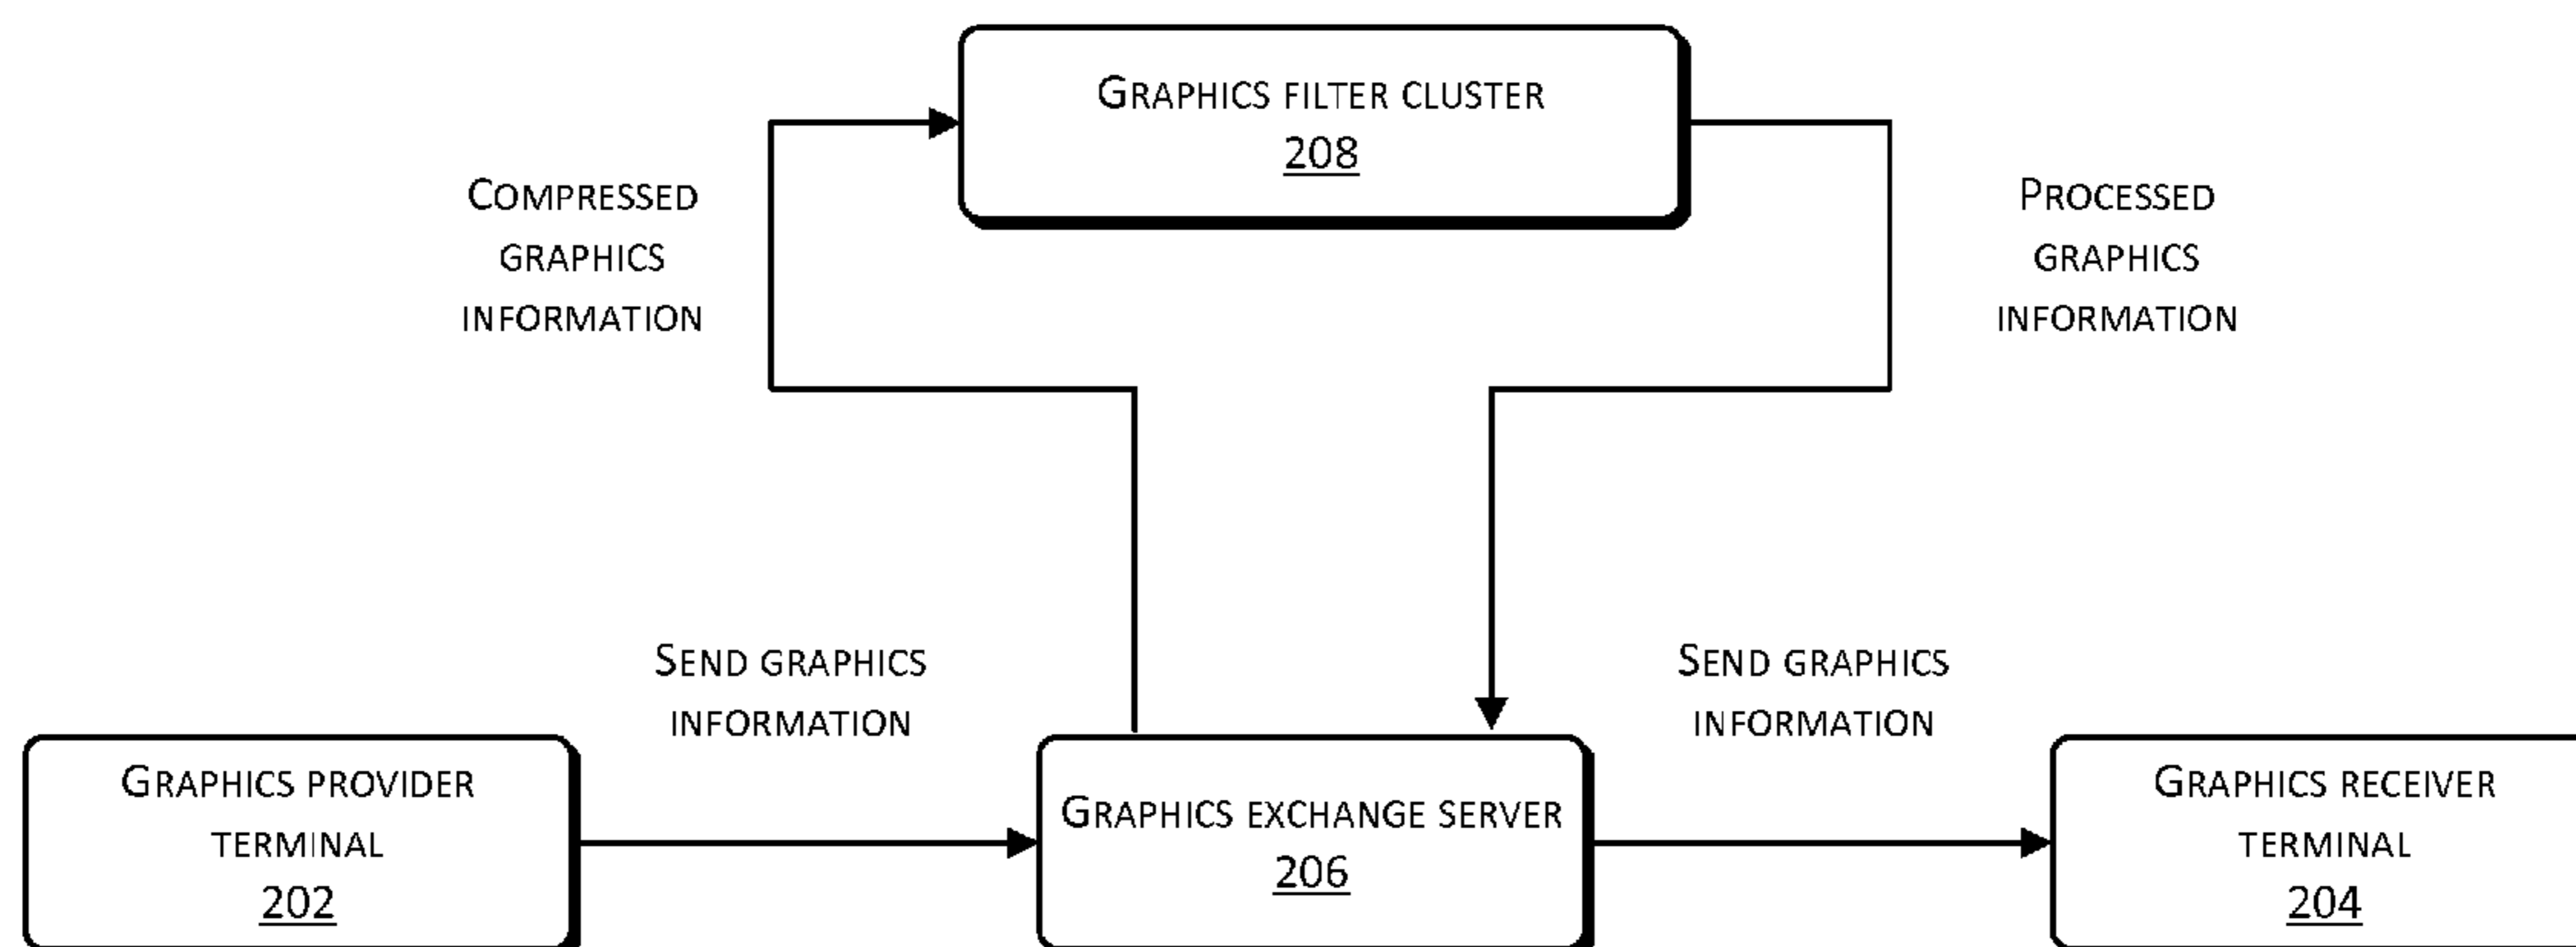 GRAPHICS FILTER CLUSTER
208
COMPRESSED
GRAPHICS
INFORMATION
PROCESSED
GRAPHICS
INFORMATION
SEND GRAPHICS
INFORMATION
SEND GRAPHICS
INFORMATION
GRAPHICS PROVIDER
TERMINAL
202
GRAPHICS EXCHANGE SERVER
206
GRAPHICS RECEIVER
TERMINAL
204